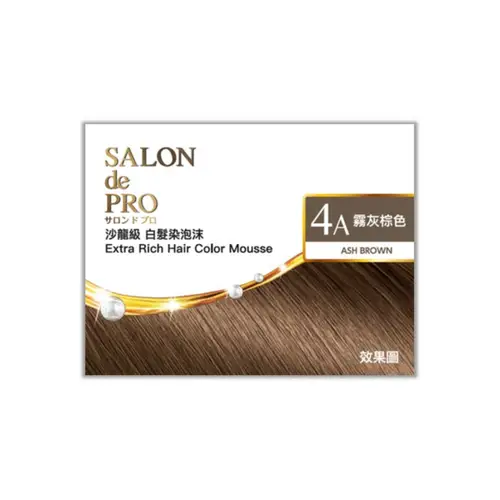 SALON
de
PRO
サロンドプロ
沙龍級 白髮染泡沫
Extra Rich Hair Color Mousse
4A 霧灰棕色
ASH BROWN
效果圖